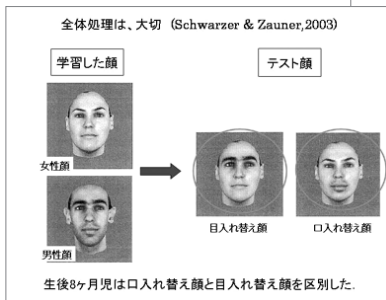 全体処理は、大切 (Schwarzer & Zauner,2003)
学習した顔
テスト顔
女性顔
男性顔
目入れ替え顔
口入れ替え顔
生後8ヶ月児は口入れ替え顔と目入れ替え顔を区別した.